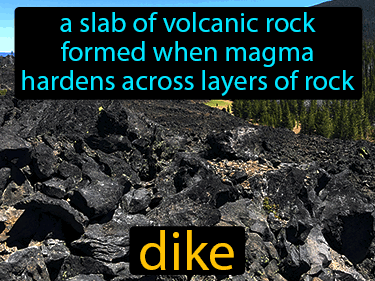 a slab of volcanic rock
formed when magma
hardens across layers of rock
dike